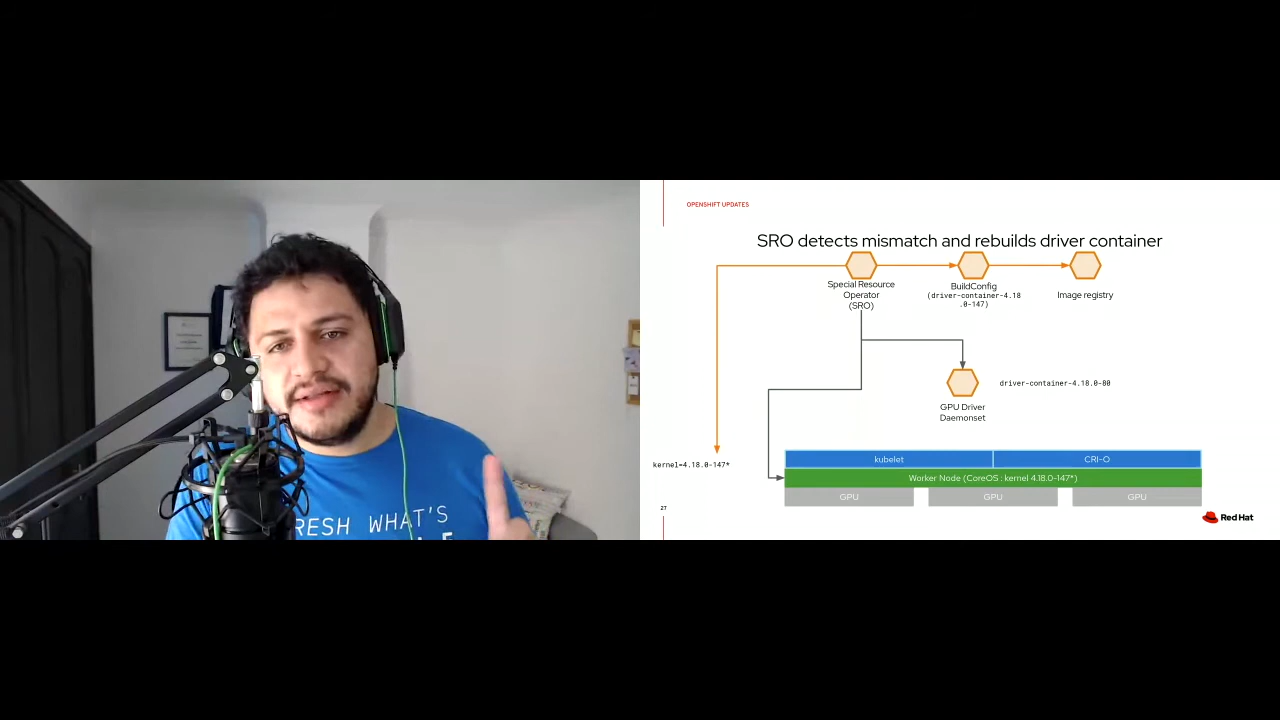 OPENSHIFT UPDATES
SRO detects mismatch and rebuilds driver container
Special Resource
Operator
(SRO)
BuildConfig
(driver-container-4.18
.0-147)
Image registry
driver-container-4.18.0-80
GPU Driver
Daemonset
kernel=4.18.0-147*
kubelet
CRI-O
Worker Node (CoreOS : kernel 4.18.0-147*)
GPU
GPU
GPU
27
Red Hat
RESH WHAT'S